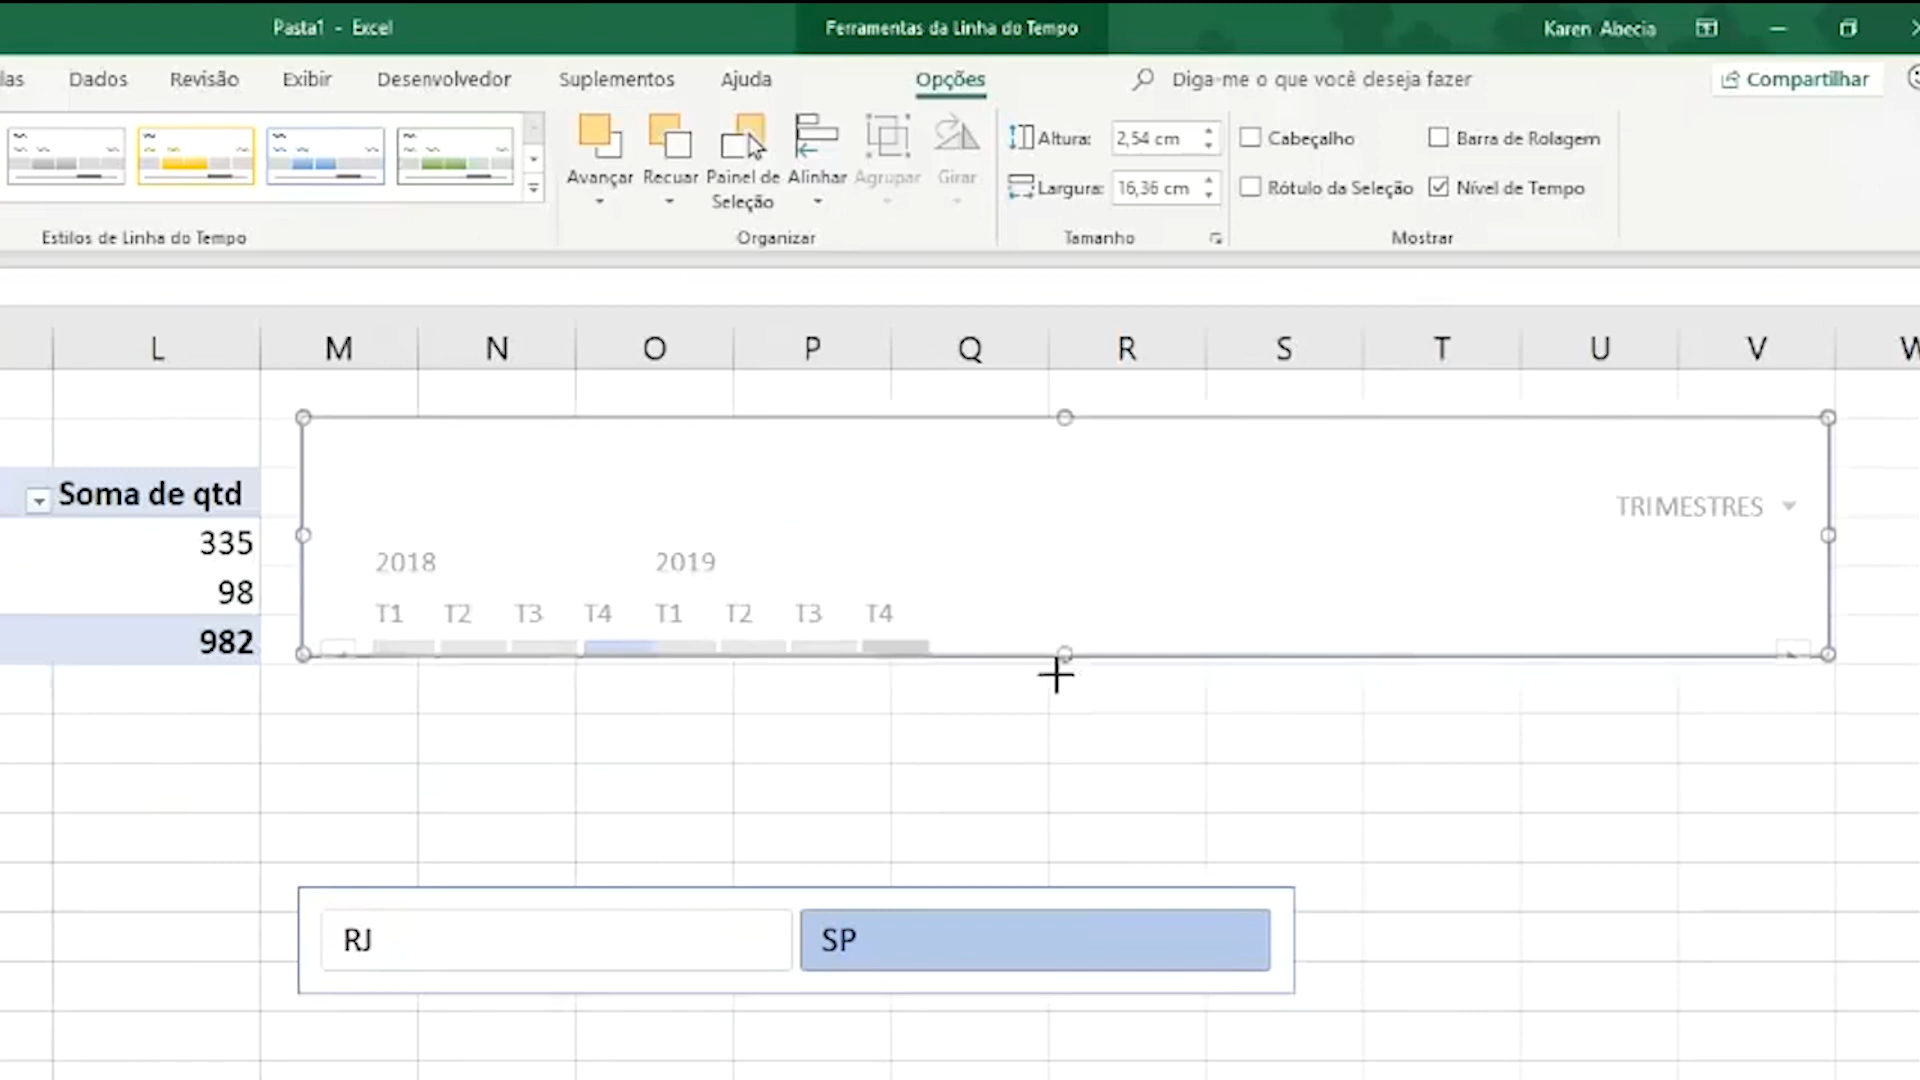 Pasta1 - Excel
Ferramentas da Linha do Tempo
Karen Abecia
las
Dados
Revisão
Exibir
Desenvolvedor
Suplementos
Ajuda
Opções
Diga-me o que você deseja fazer
Compartilhar
Avançar
Recuar
Painel de
Seleção
Alinhar
Agrupar
Girar
Altura: 2,54 cm
Largura: 16,36 cm
Cabeçalho
Barra de Rolagem
Rótulo da Seleção
Nível de Tempo
Estilos de Linha do Tempo
Organizar
Tamanho
Mostrar
L M N O P Q R S T U V W
Soma de qtd
335
98
982
TRIMESTRES
2018 2019
T1 T2 T3 T4 T1 T2 T3 T4
RJ
SP